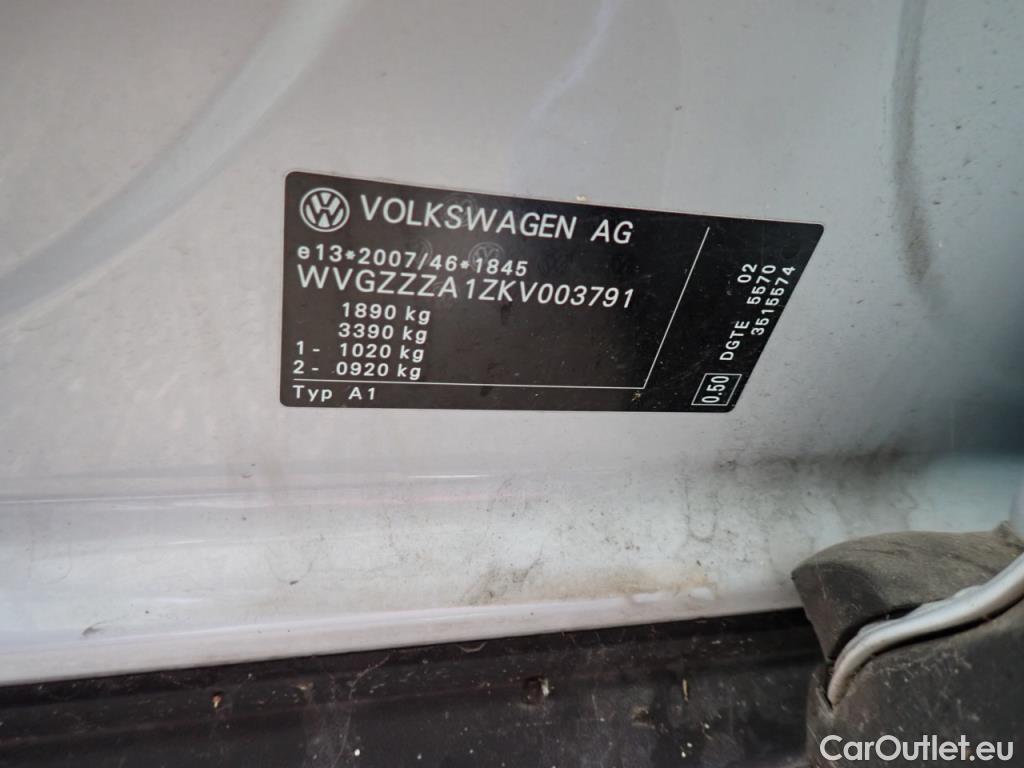 VOLKSWAGEN AG
e13*2007/46*1845
WVGZZZA1ZKV003791
1890 kg
3390 kg
1- 1020 kg
2- 0920 kg
Typ A1
0.50
DGTE 5570 02
3515574
CarOutlet.eu